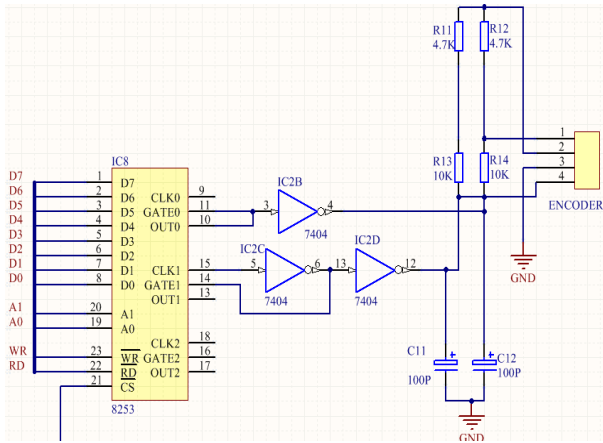 R11
4.7K
R12
4.7K
R13
10K
R14
10K
1
2
3
4
ENCODER
GND
IC8
D7 1 D7
D6 2 D6
D5 3 D5
D4 4 D4
D3 5 D3
D2 6 D2
D1 7 D1
D0 8 D0
A1 20 A1
A0 19 A0
WR 23 WR
RD 22 RD
21 CS
CLK0 9
GATE0 11
OUT0 10
CLK1 15
GATE1 14
OUT1 13
CLK2 18
GATE2 16
OUT2 17
8253
IC2B
3 4
7404
IC2C
5 6
7404
IC2D
13 12
7404
C11
100P
C12
100P
GND